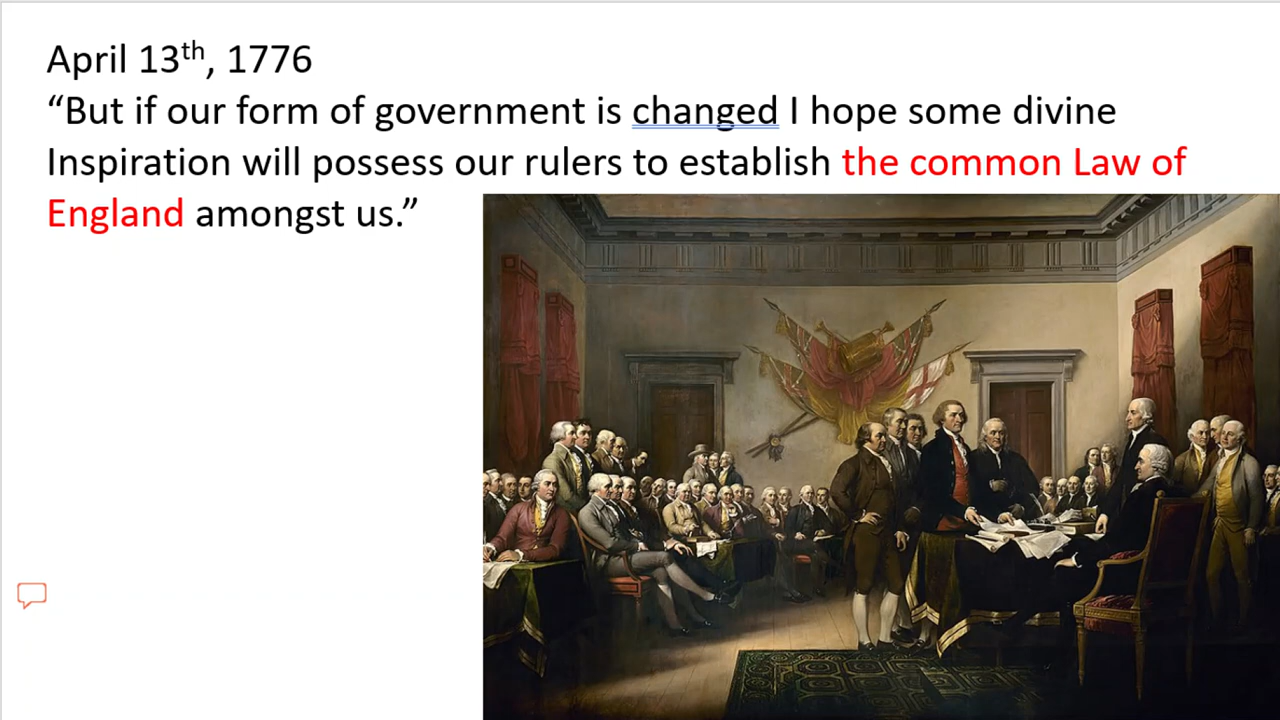 April 13th, 1776
“But if our form of government is changed I hope some divine
Inspiration will possess our rulers to establish the common Law of
England amongst us.”